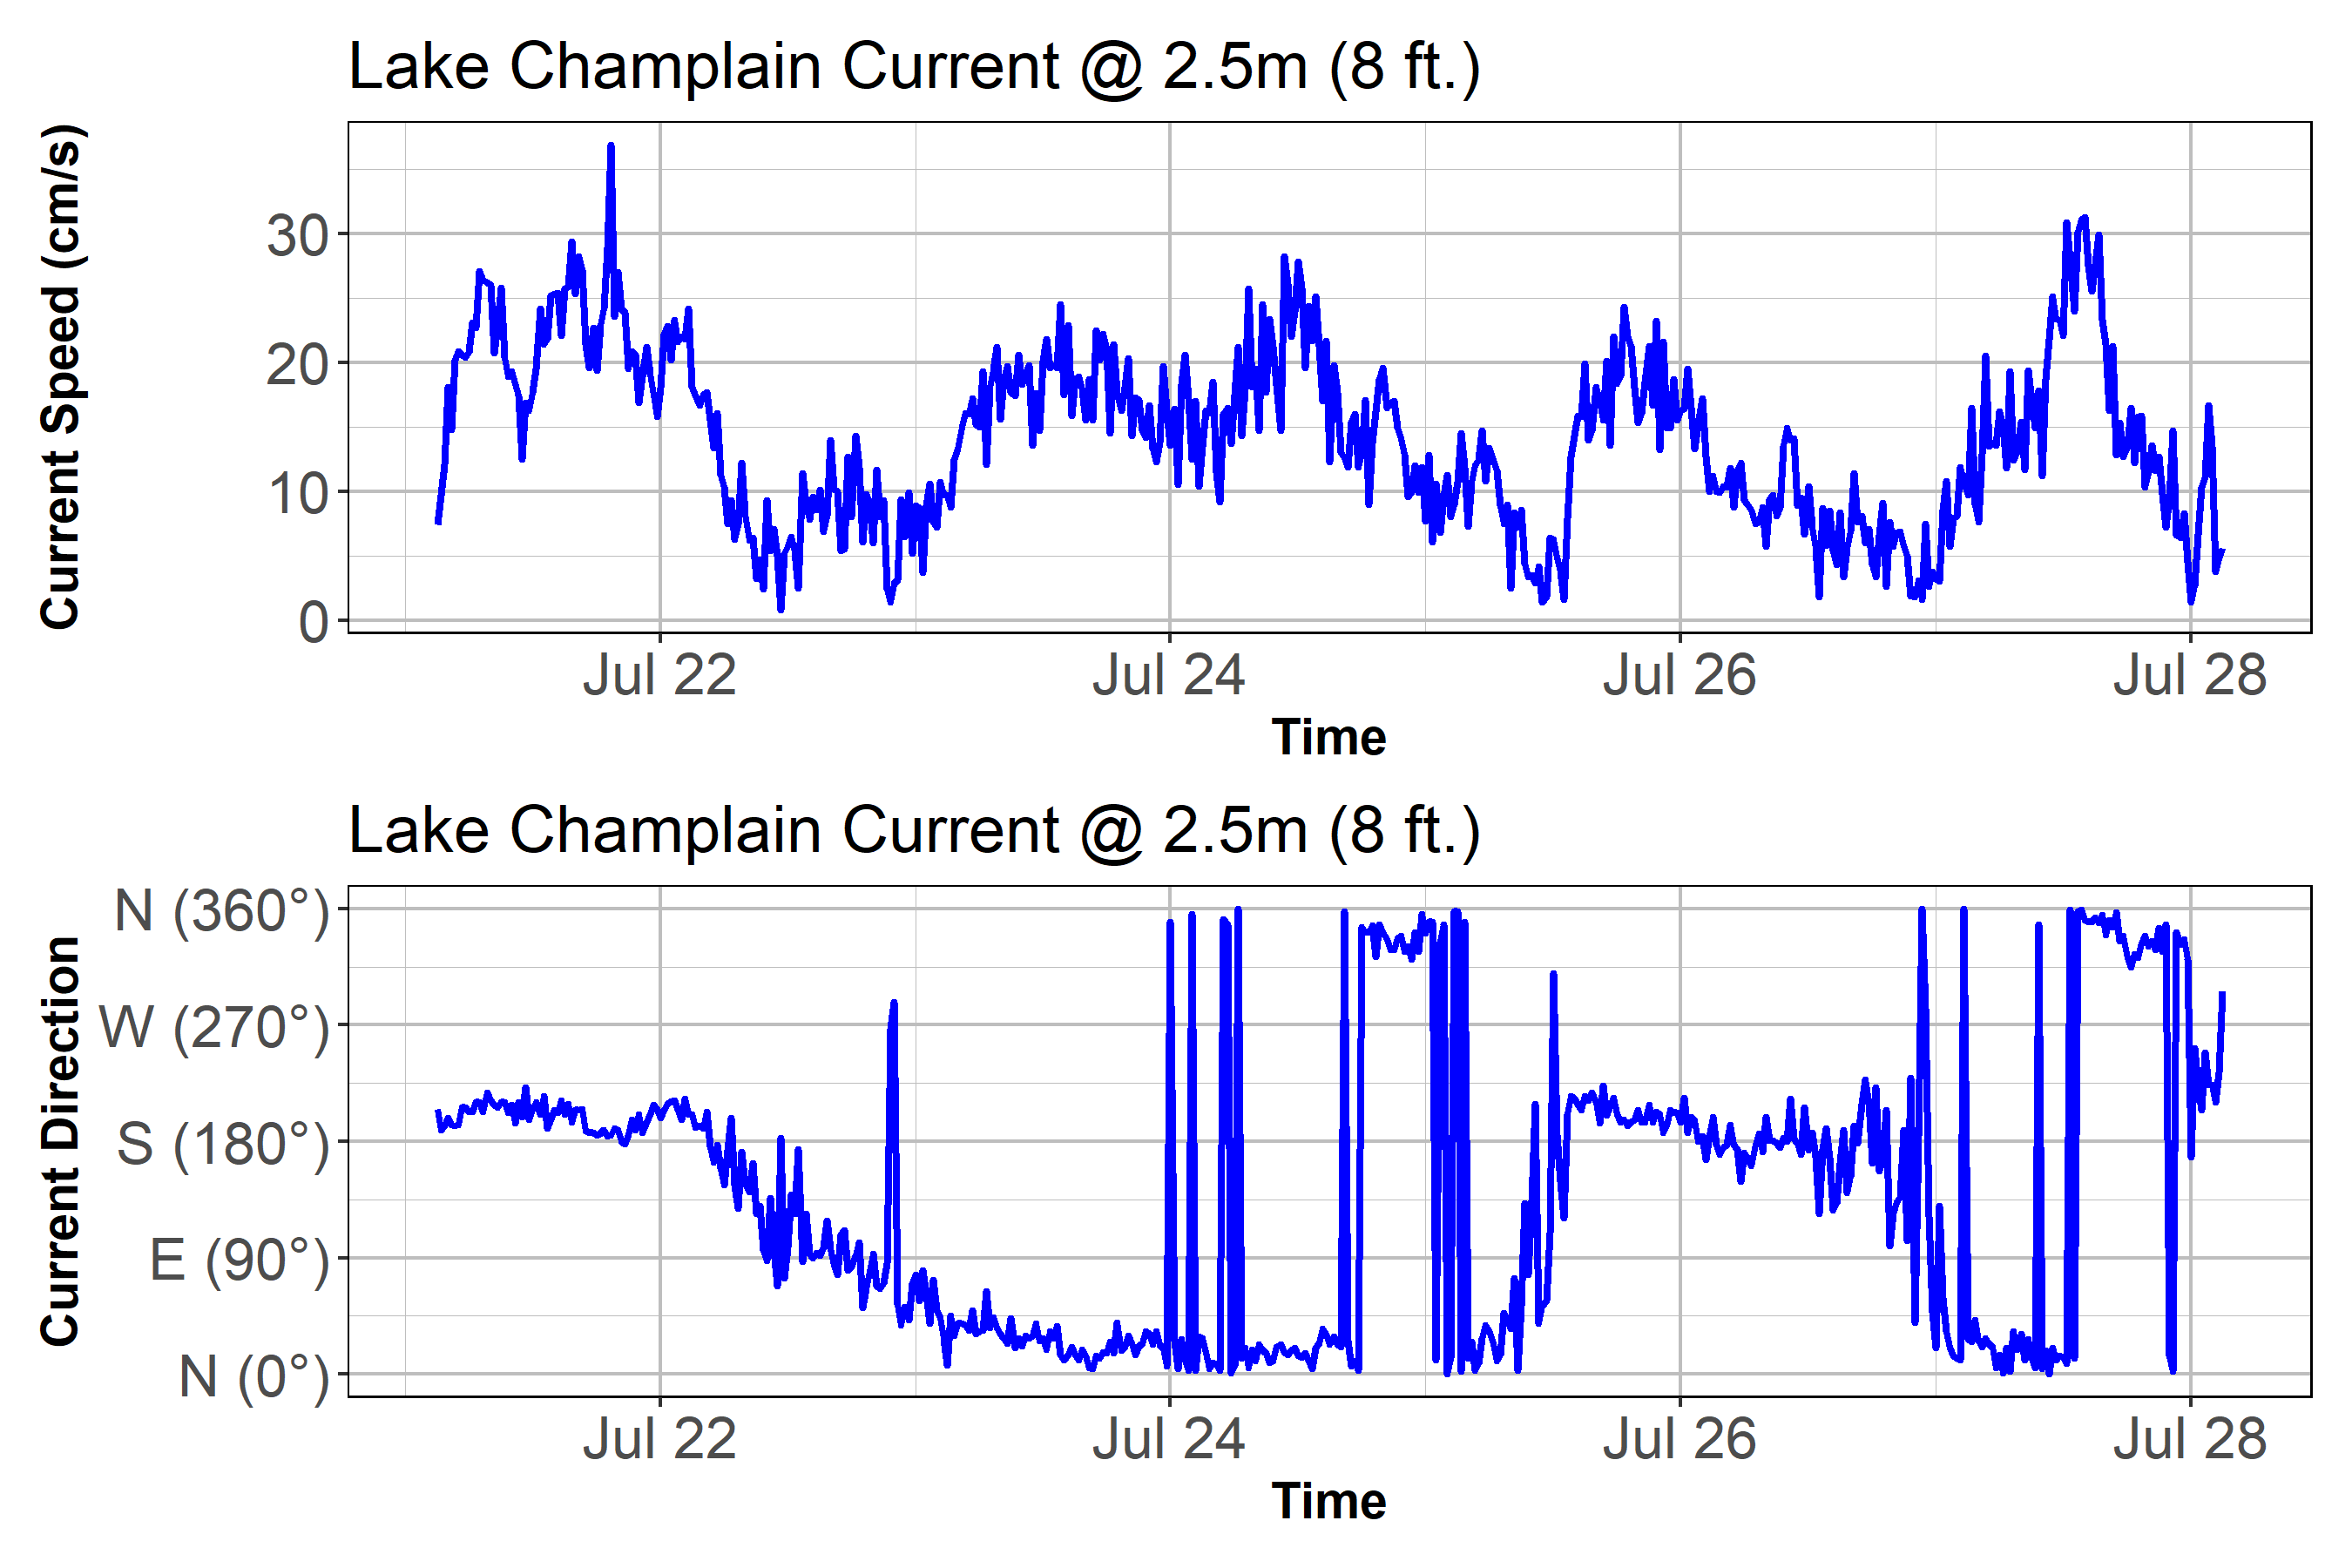 Lake Champlain Current @ 2.5m (8 ft.)
Current Speed (cm/s)
30
20
10
0
Jul 22 Jul 24 Jul 26 Jul 28
Time
Lake Champlain Current @ 2.5m (8 ft.)
Current Direction
N (360°)
W (270°)
S (180°)
E (90°)
N (0°)
Jul 22 Jul 24 Jul 26 Jul 28
Time